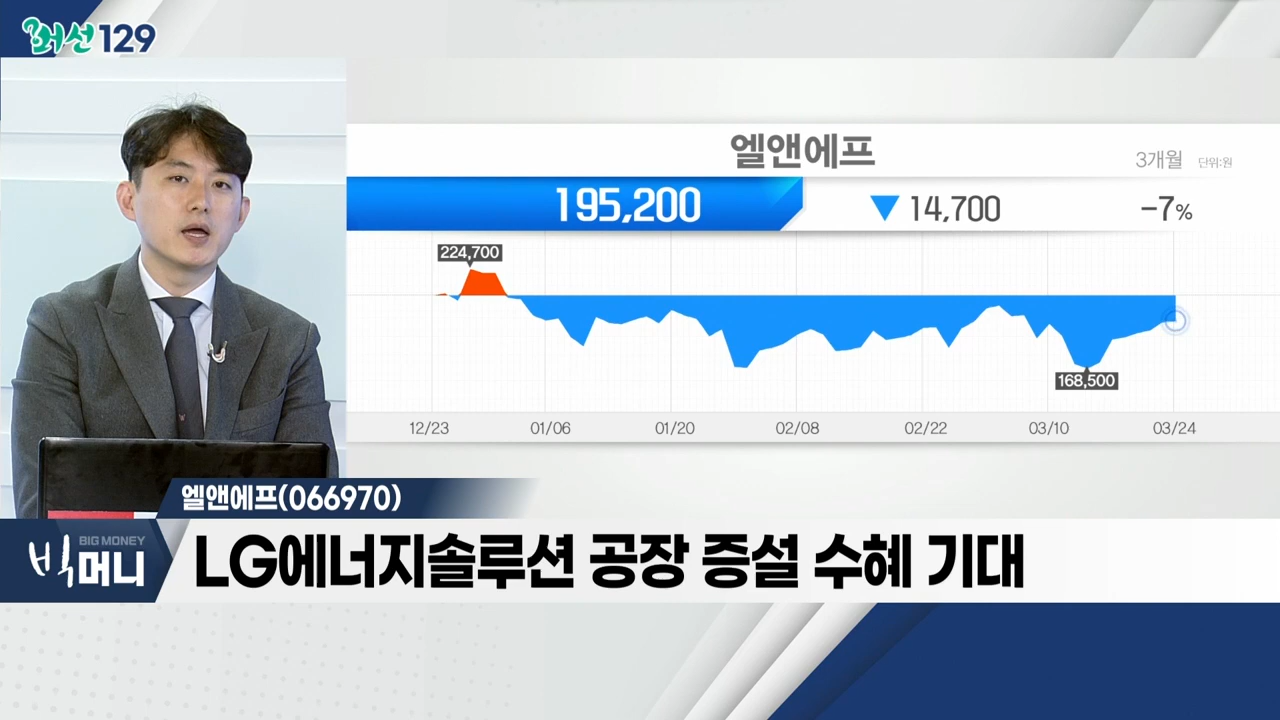 머선129
엘앤에프
3개월 단위:원
195,200 ▼ 14,700 -7%
224,700
168,500
12/23 01/06 01/20 02/08 02/22 03/10 03/24
엘앤에프(066970)
BIG MONEY
빅머니
LG에너지솔루션 공장 증설 수혜 기대